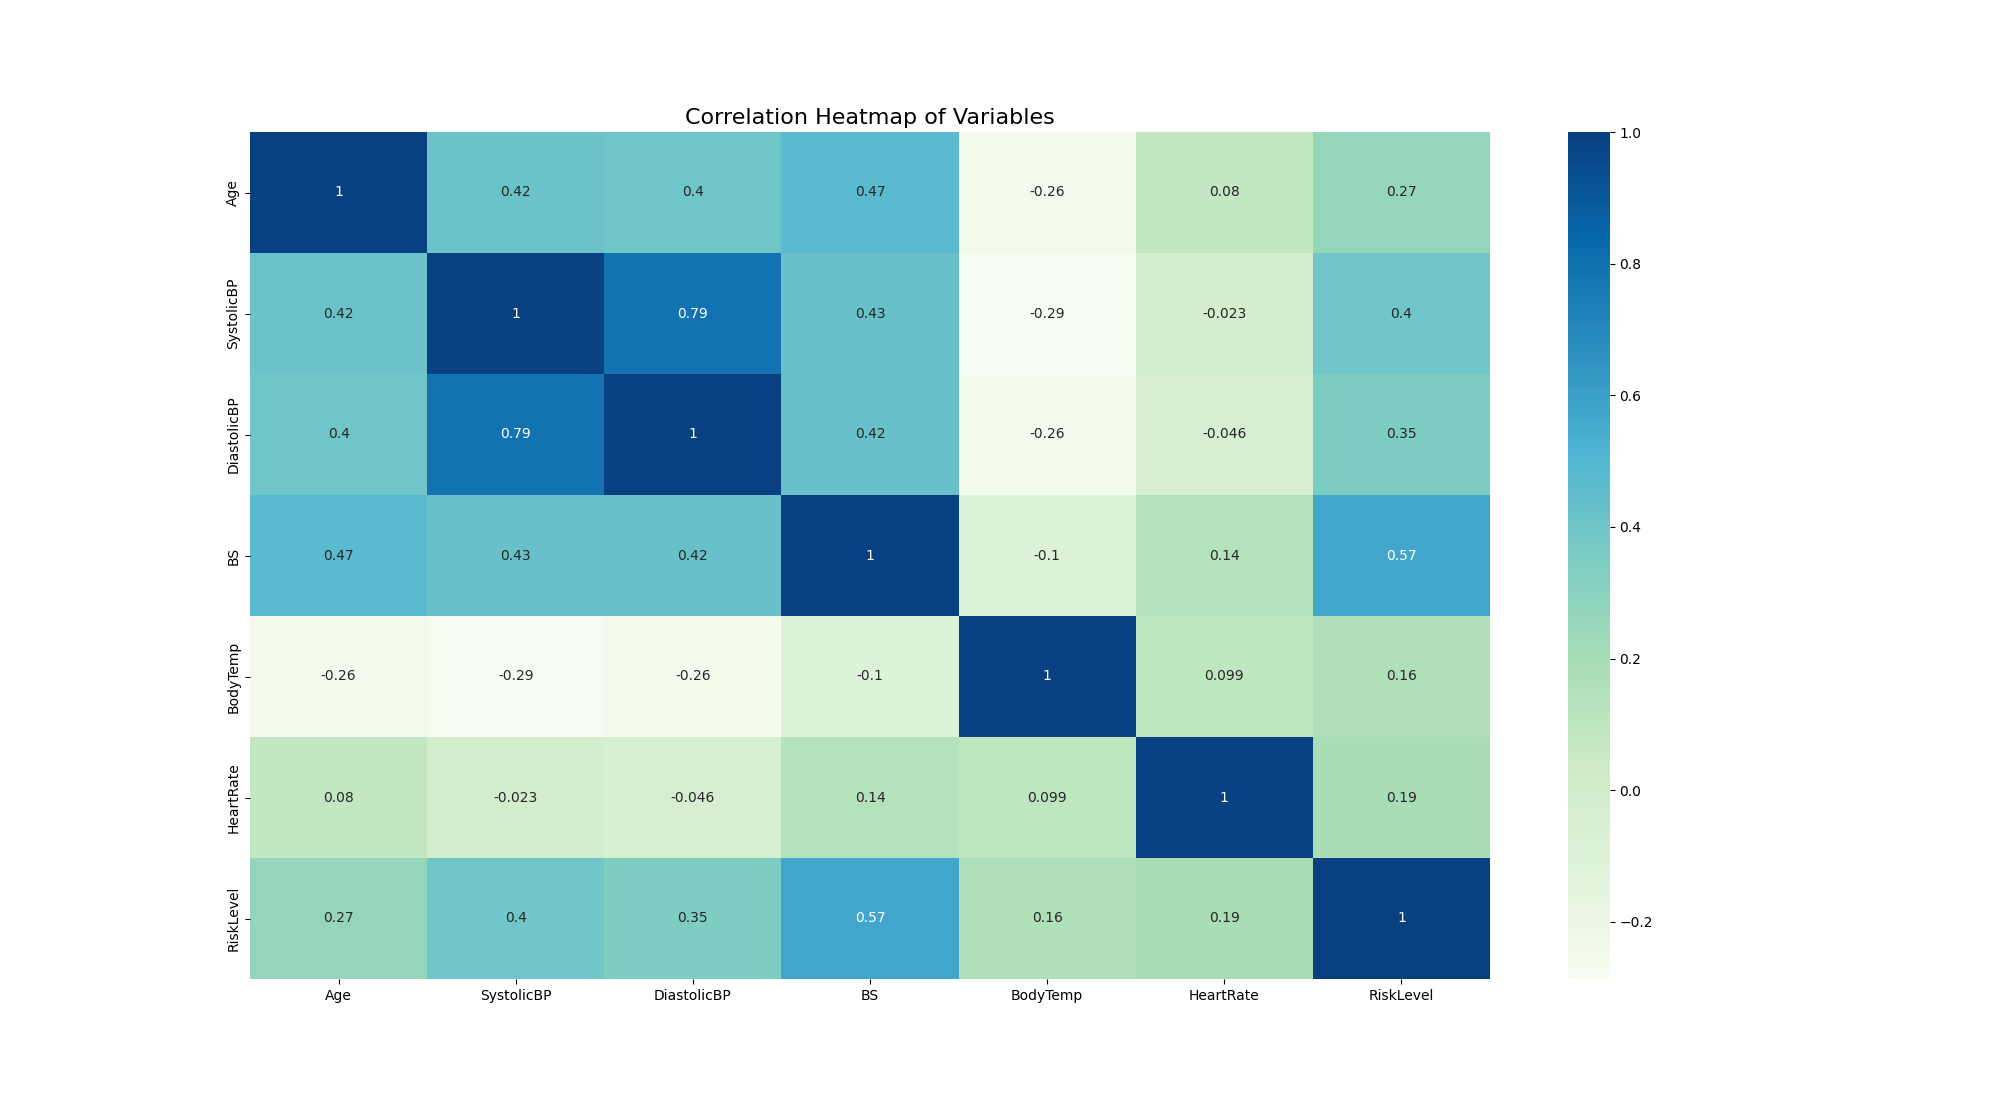 Correlation Heatmap of Variables
Age 1 0.42 0.4 0.47 -0.26 0.08 0.27
SystolicBP 0.42 1 0.79 0.43 -0.29 -0.023 0.4
DiastolicBP 0.4 0.79 1 0.42 -0.26 -0.046 0.35
BS 0.47 0.43 0.42 1 -0.1 0.14 0.57
BodyTemp -0.26 -0.29 -0.26 -0.1 1 0.099 0.16
HeartRate 0.08 -0.023 -0.046 0.14 0.099 1 0.19
RiskLevel 0.27 0.4 0.35 0.57 0.16 0.19 1
Age SystolicBP DiastolicBP BS BodyTemp HeartRate RiskLevel
1.0
0.8
0.6
0.4
0.2
0.0
−0.2